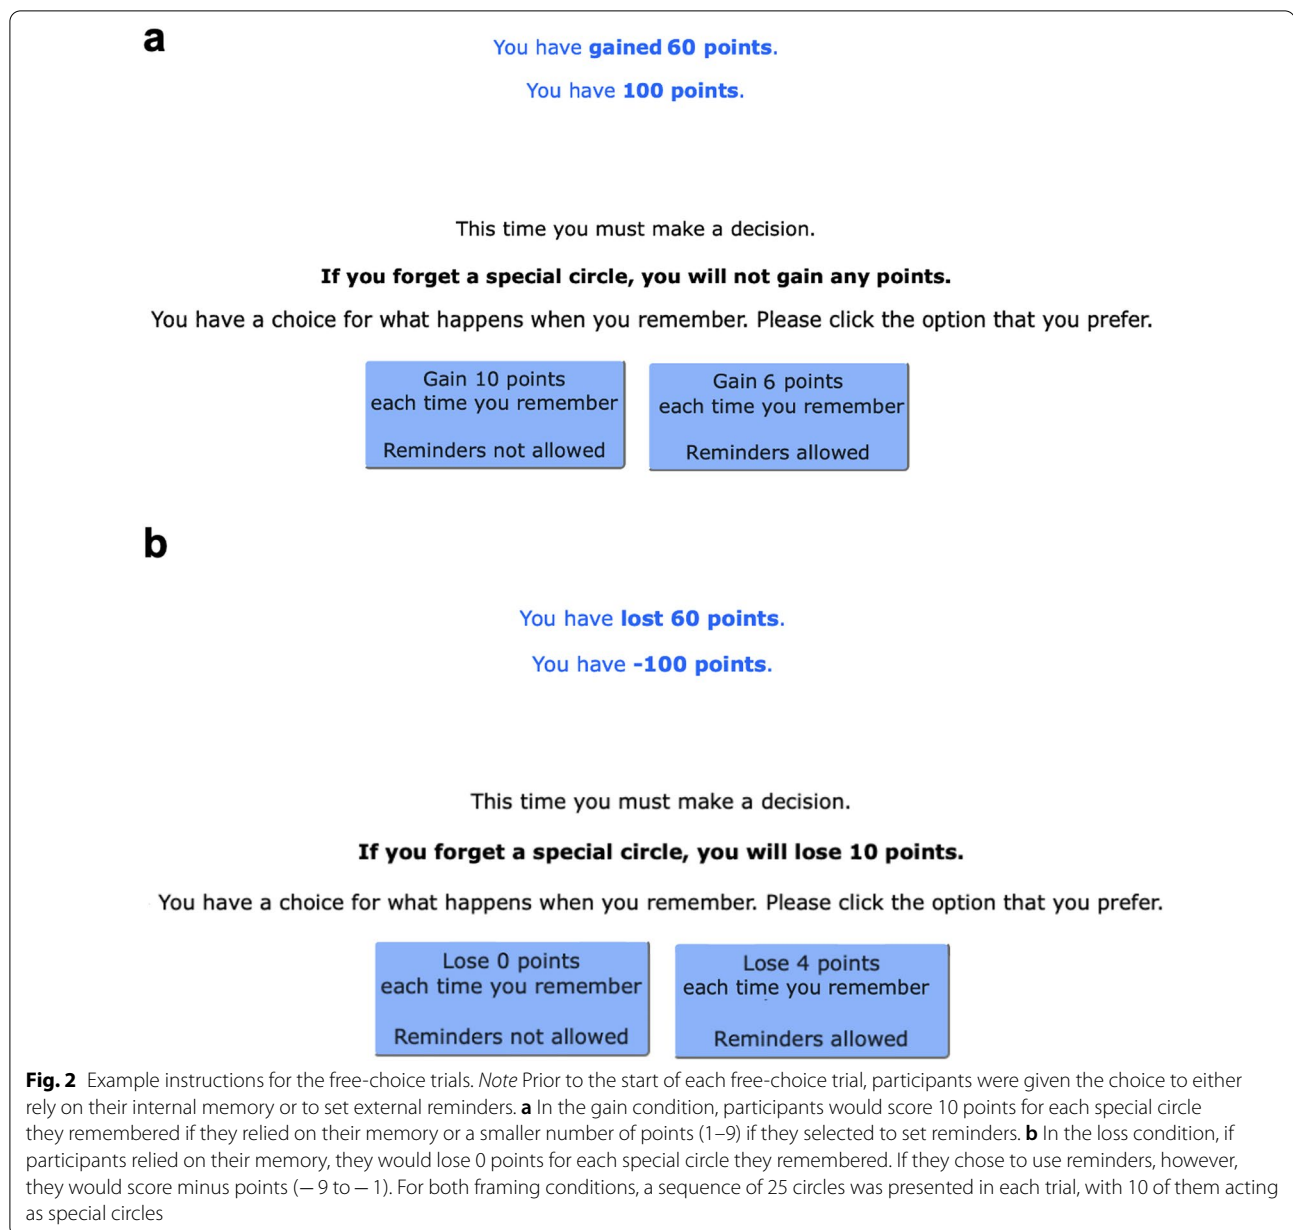 a
You have gained 60 points.
You have 100 points.
This time you must make a decision.
If you forget a special circle, you will not gain any points.
You have a choice for what happens when you remember. Please click the option that you prefer.
Gain 10 points
each time you remember
Reminders not allowed
Gain 6 points
each time you remember
Reminders allowed
b
You have lost 60 points.
You have -100 points.
This time you must make a decision.
If you forget a special circle, you will lose 10 points.
You have a choice for what happens when you remember. Please click the option that you prefer.
Lose 0 points
each time you remember
Reminders not allowed
Lose 4 points
each time you remember
Reminders allowed
Fig. 2 Example instructions for the free-choice trials. Note Prior to the start of each free-choice trial, participants were given the choice to either
rely on their internal memory or to set external reminders. a In the gain condition, participants would score 10 points for each special circle
they remembered if they relied on their memory or a smaller number of points (1–9) if they selected to set reminders. b In the loss condition, if
participants relied on their memory, they would lose 0 points for each special circle they remembered. If they chose to use reminders, however,
they would score minus points (− 9 to − 1). For both framing conditions, a sequence of 25 circles was presented in each trial, with 10 of them acting
as special circles